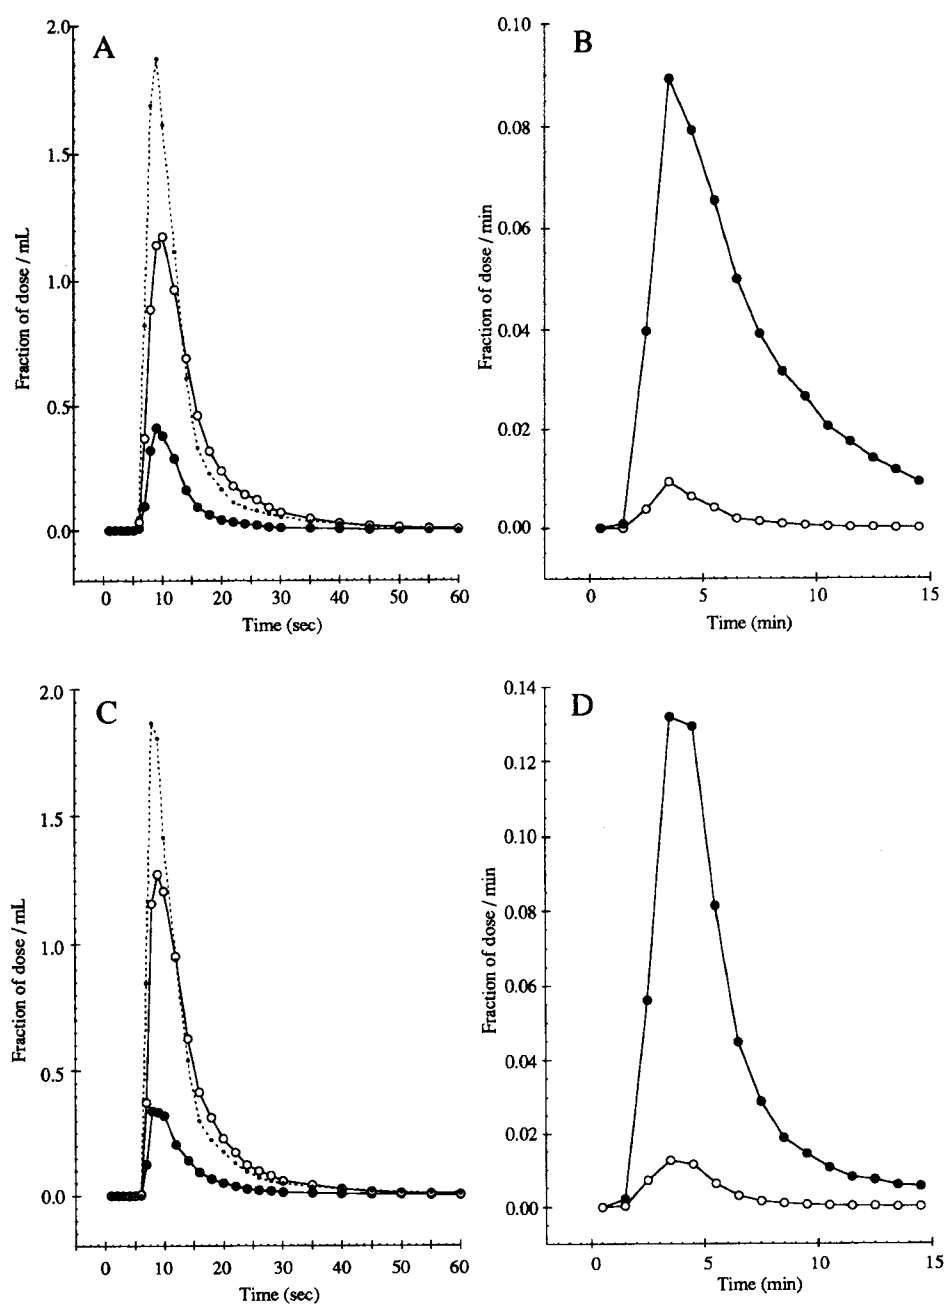 A
2.0
1.5
1.0
0.5
0.0
Fraction of dose / mL
0 10 20 30 40 50 60
Time (sec)
B
0.10
0.08
0.06
0.04
0.02
0.00
Fraction of dose / min
0 5 10 15
Time (min)
C
2.0
1.5
1.0
0.5
0.0
Fraction of dose / mL
0 10 20 30 40 50 60
Time (sec)
D
0.14
0.12
0.10
0.08
0.06
0.04
0.02
0.00
Fraction of dose / min
0 5 10 15
Time (min)